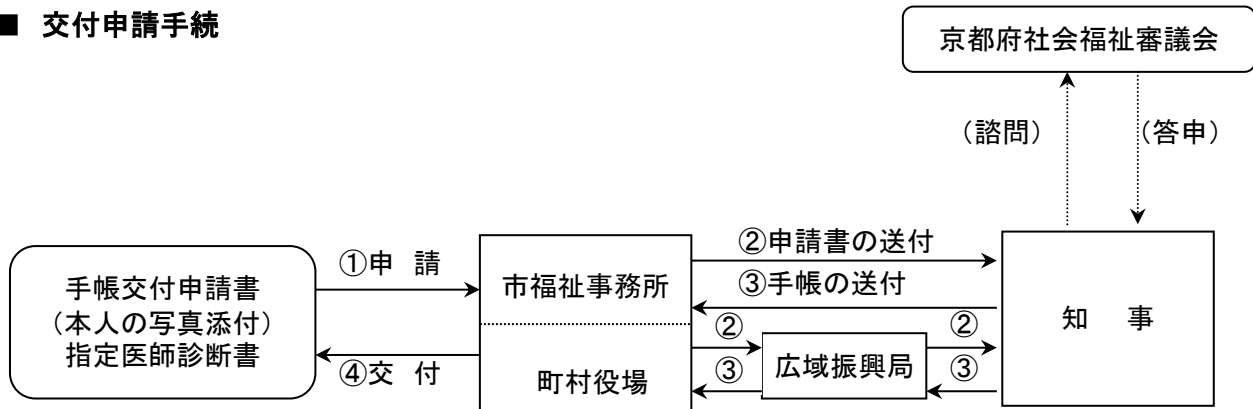 ■ 交付申請手続
京都府社会福祉審議会
（諮問）
（答申）
手帳交付申請書
（本人の写真添付）
指定医師診断書
①申 請
④交 付
市福祉事務所
町村役場
②申請書の送付
③手帳の送付
②
③
広域振興局
②
③
知 事